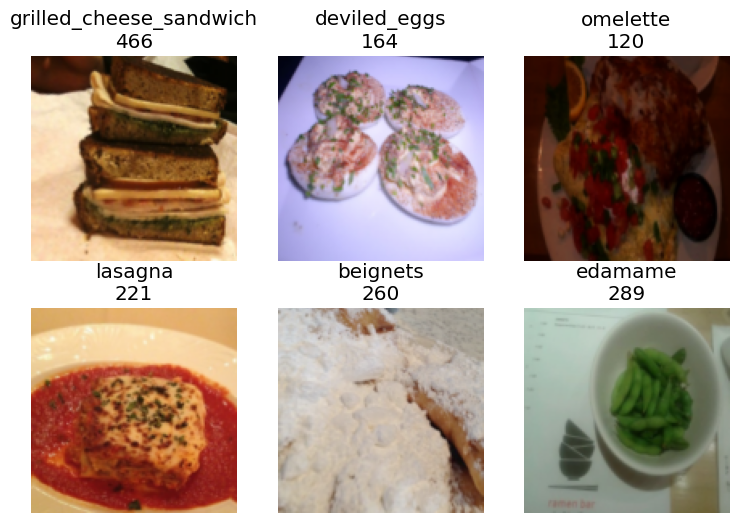 grilled_cheese_sandwich
466
deviled_eggs
164
omelette
120
lasagna
221
beignets
260
edamame
289
ramen bar